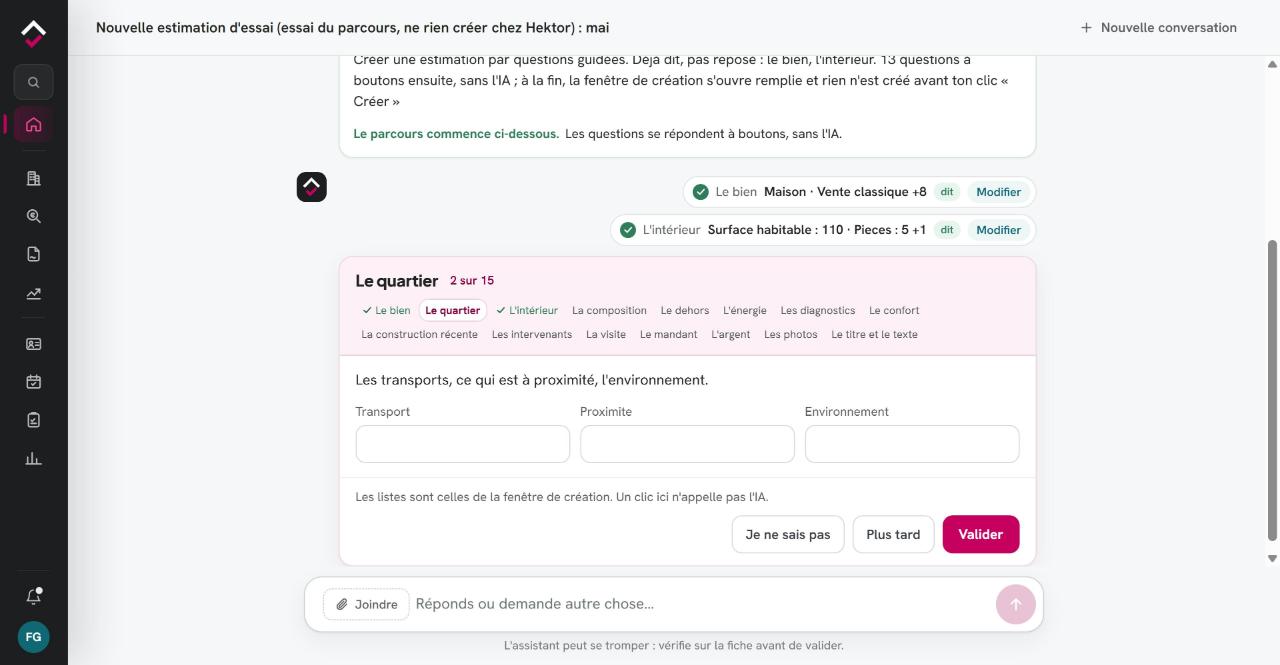 Nouvelle estimation d'essai (essai du parcours, ne rien créer chez Hektor) : mai
Nouvelle conversation
Créer une estimation par questions guidées. Déjà dit, pas reposé : le bien, l'intérieur. 13 questions à
boutons ensuite, sans l'IA ; à la fin, la fenêtre de création s'ouvre remplie et rien n'est créé avant ton clic «
Créer »
Le parcours commence ci-dessous. Les questions se répondent à boutons, sans l'IA.
Le bien Maison · Vente classique +8 dit Modifier
L'intérieur Surface habitable : 110 · Pieces : 5 +1 dit Modifier
Le quartier 2 sur 15
Le bien Le quartier L'intérieur La composition Le dehors L'énergie Les diagnostics Le confort
La construction récente Les intervenants La visite Le mandant L'argent Les photos Le titre et le texte
Les transports, ce qui est à proximité, l'environnement.
Transport Proximite Environnement
Les listes sont celles de la fenêtre de création. Un clic ici n'appelle pas l'IA.
Je ne sais pas Plus tard Valider
Joindre Réponds ou demande autre chose...
FG
L'assistant peut se tromper : vérifie sur la fiche avant de valider.